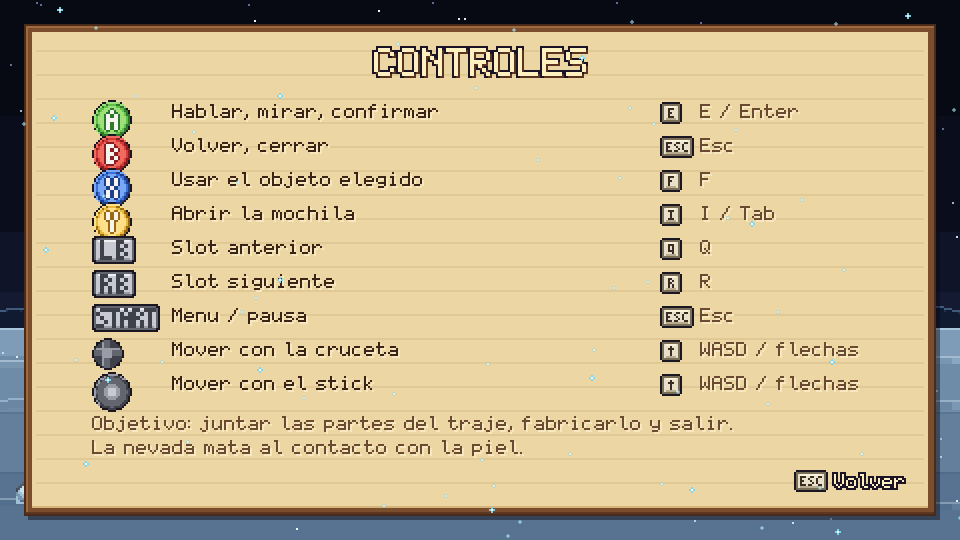 CONTROLES
A Hablar, mirar, confirmar E E / Enter
B Volver, cerrar ESC Esc
X Usar el objeto elegido F F
Y Abrir la mochila I I / Tab
LB Slot anterior q Q
RB Slot siguiente R R
START Menu / pausa ESC Esc
Mover con la cruceta ↑ WASD / flechas
Mover con el stick ↑ WASD / flechas
Objetivo: juntar las partes del traje, fabricarlo y salir.
La nevada mata al contacto con la piel.
ESC Volver